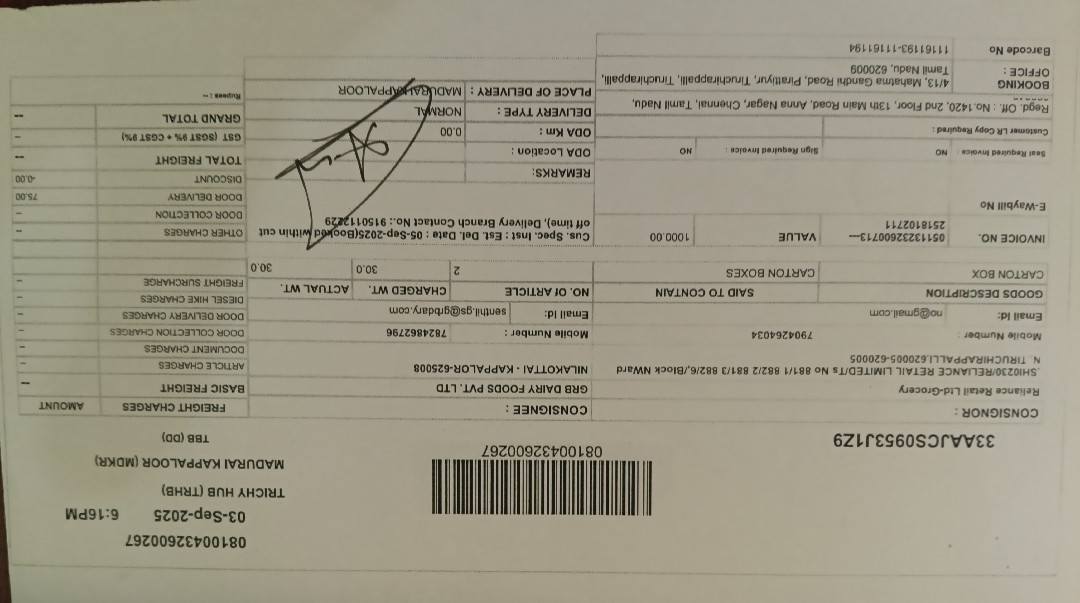 08100432600267
03-Sep-2025 6:16PM
TRICHY HUB (TRHB)
MADURAI KAPPALOOR (MDKR)
TBB (DD)
08100432600267
33AAJCS0953J1Z9
CONSIGNOR :
Reliance Retail Ltd-Grocery
SHI0230/RELIANCE RETAIL LIMITED/Ts No 881/1 882/2 881/3 882/6,/Block NWard
N, TIRUCHIRAPPALLI,620005-620005
Mobile Number : 7904264034
Email Id: no@gmail.com
CONSIGNEE :
GRB DAIRY FOODS PVT. LTD
NILAKOTTAI - KAPPALOR-625008
Mobile Number : 7824862796
Email Id: senthil.gs@grbdairy.com
FREIGHT CHARGES AMOUNT
BASIC FREIGHT --
ARTICLE CHARGES -
DOCUMENT CHARGES -
DOOR COLLECTION CHARGES -
DOOR DELIVERY CHARGES -
DIESEL HIKE CHARGES -
FREIGHT SURCHARGE -
GOODS DESCRIPTION SAID TO CONTAIN NO. Of ARTICLE CHARGED WT. ACTUAL WT.
CARTON BOX CARTON BOXES 2 30.0 30.0
INVOICE NO. 051132600713---
2518102711
VALUE 1000.00
E-Waybill No
Cus. Spec. Inst : Est. Del. Date : 05-Sep-2025(Booked within cut
off time), Delivery Branch Contact No.:
OTHER CHARGES -
DOOR COLLECTION -
DOOR DELIVERY 75.00
DISCOUNT -0.00
TOTAL FREIGHT --
GST (SGST 9% + CGST 9%) -
GRAND TOTAL --
Rupees : --
Seal Required Invoice NO Sign Required Invoice : NO
Customer LR Copy Required :
REMARKS:
ODA Location :
ODA Km : 0.00
DELIVERY TYPE : NORMAL
PLACE OF DELIVERY : MADURAI KAPPALOOR
Regd. Off. : No.1420, 2nd Floor, 13th Main Road, Anna Nagar, Chennai, Tamil Nadu,
BOOKING OFFICE : 4/13, Mahatma Gandhi Road, Piratiyur, Tiruchirappalli, Tiruchirappalli,
Tamil Nadu, 620009
Barcode No 11161193-11161194